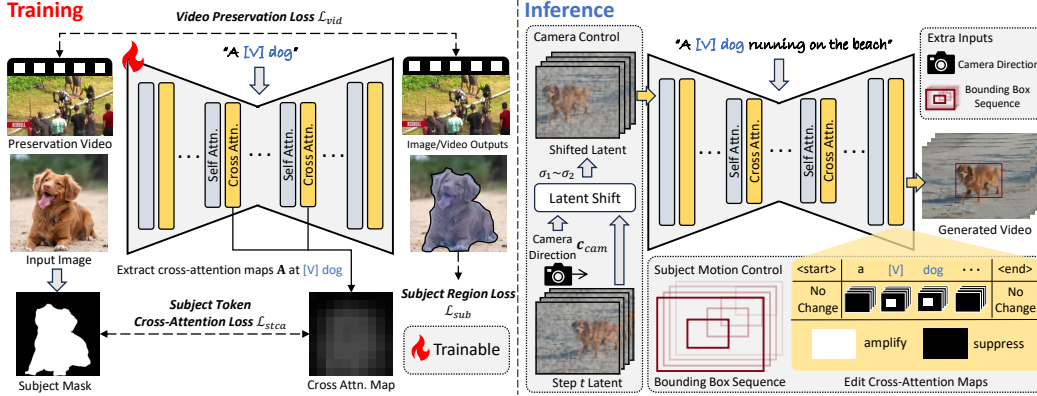 Training
Video Preservation Loss ℒ_vid
"A [V] dog"
Preservation Video
Self Attn.
Cross Attn.
Self Attn.
Cross Attn.
Image/Video Outputs
Input Image
Extract cross-attention maps A at [V] dog
Subject Token
Cross-Attention Loss ℒ_stca
Subject Region Loss
ℒ_sub
Trainable
Subject Mask
Cross Attn. Map
Inference
Camera Control
Shifted Latent
σ₁~σ₂
Latent Shift
Camera
Direction
c_cam
Step t Latent
"A [V] dog running on the beach"
Self Attn.
Cross Attn.
Self Attn.
Cross Attn.
Extra Inputs
Camera Direction
Bounding Box
Sequence
Generated Video
Subject Motion Control
Bounding Box Sequence
<start> a [V] dog ··· <end>
No
Change
No
Change
amplify
suppress
Edit Cross-Attention Maps